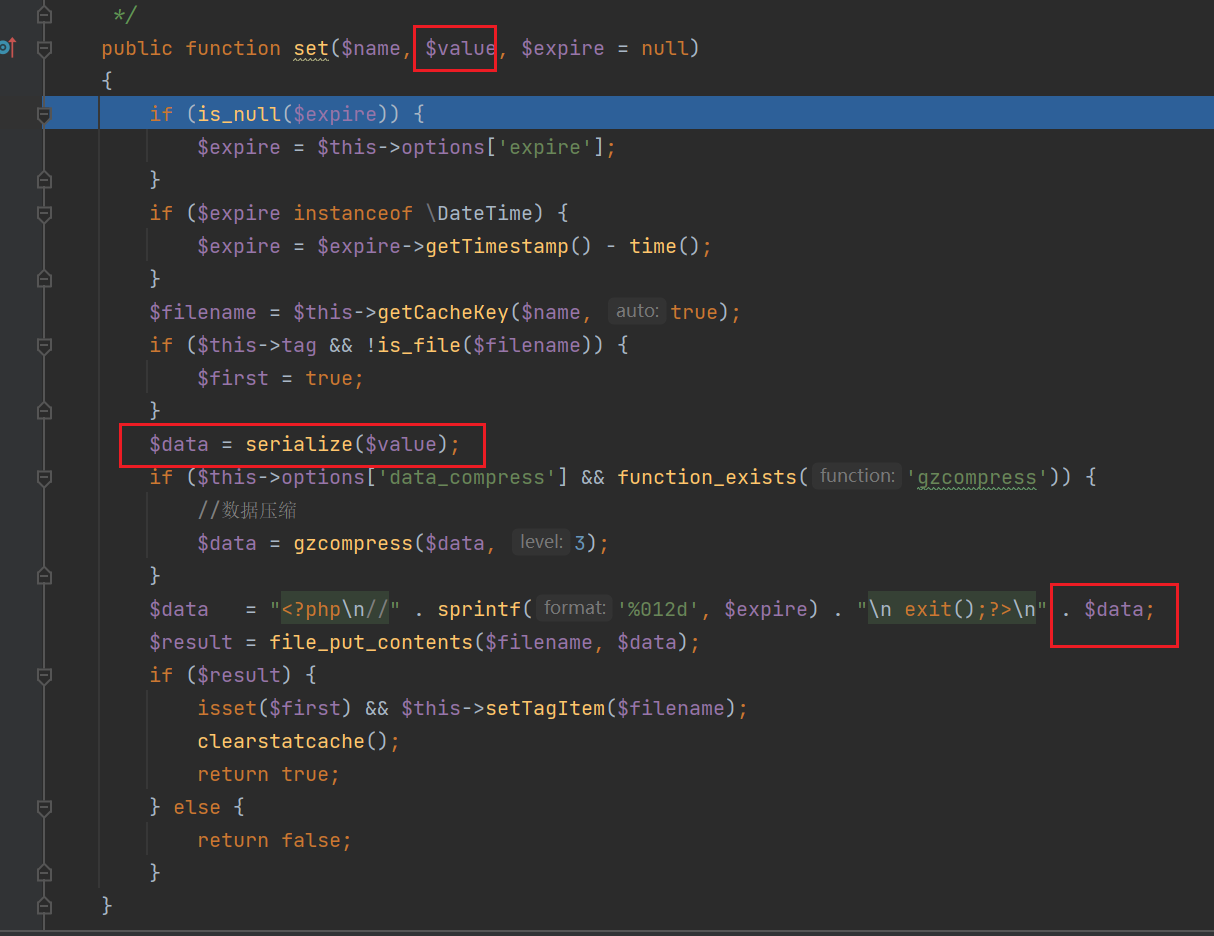 */
public function set($name, $value, $expire = null)
{
if (is_null($expire)) {
$expire = $this->options['expire'];
}
if ($expire instanceof \DateTime) {
$expire = $expire->getTimestamp() - time();
}
$filename = $this->getCacheKey($name, auto: true);
if ($this->tag && !is_file($filename)) {
$first = true;
}
$data = serialize($value);
if ($this->options['data_compress'] && function_exists( function: 'gzcompress')) {
//数据压缩
$data = gzcompress($data, level: 3);
}
$data   = "<?php\n//" . sprintf( format: '%012d', $expire) . "\n exit();?>\n" . $data;
$result = file_put_contents($filename, $data);
if ($result) {
isset($first) && $this->setTagItem($filename);
clearstatcache();
return true;
} else {
return false;
}
}